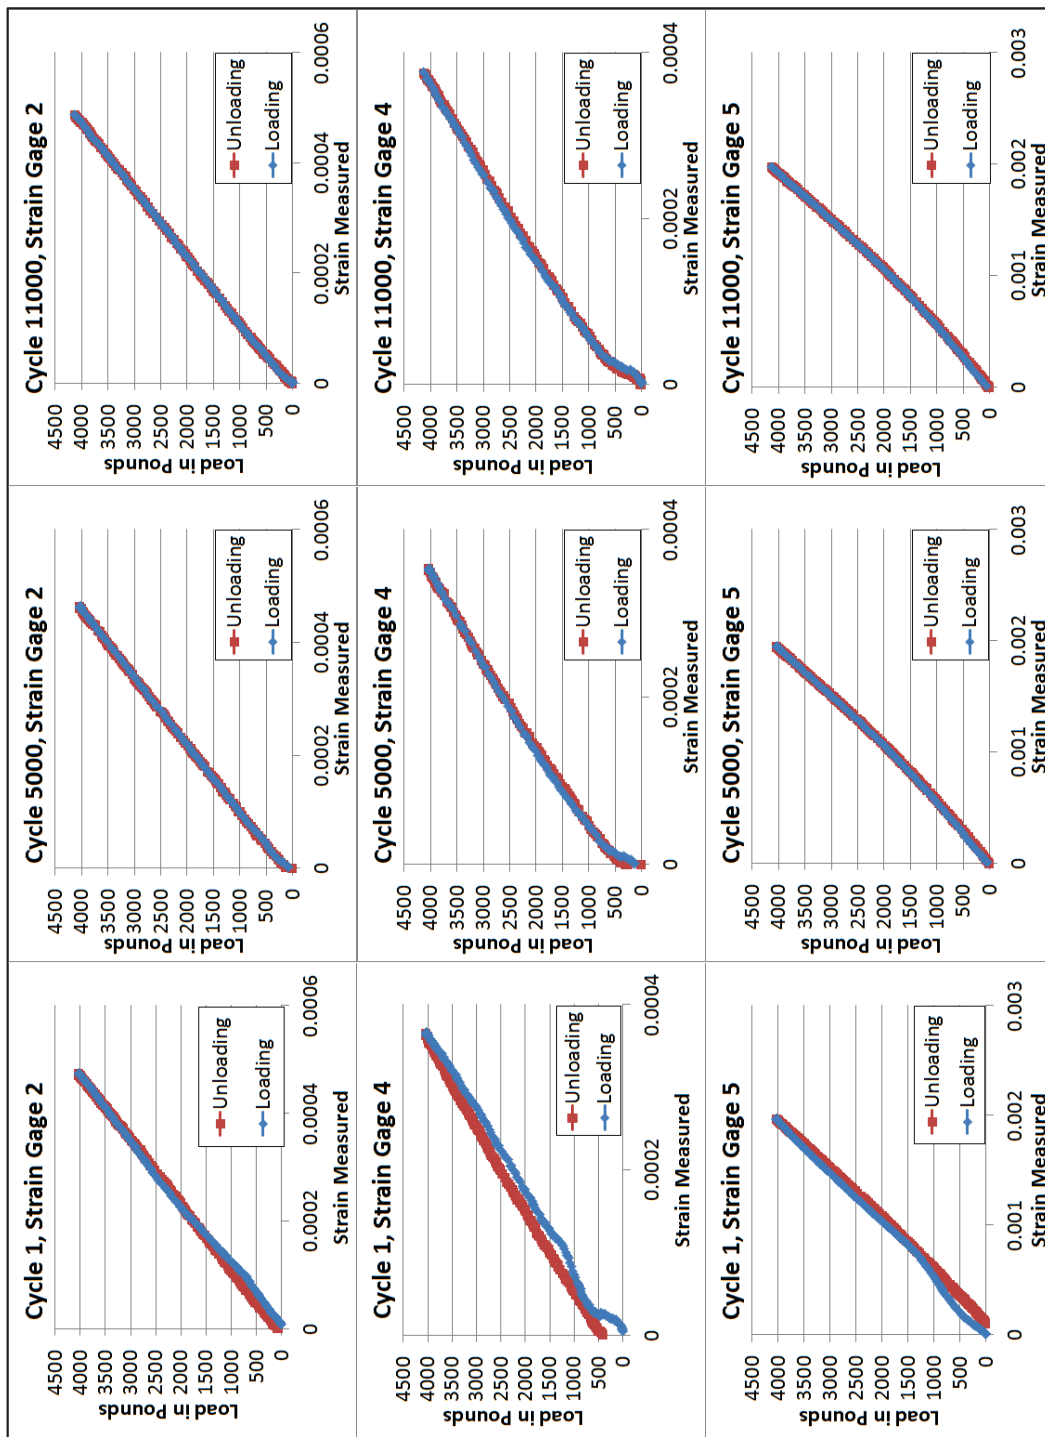 Cycle 1, Strain Gage 2
Load in Pounds
4500
4000
3500
3000
2500
2000
1500
1000
500
0
0
0.0002
0.0004
0.0006
Strain Measured
Unloading
Loading
Cycle 5000, Strain Gage 2
Load in Pounds
4500
4000
3500
3000
2500
2000
1500
1000
500
0
0
0.0002
0.0004
0.0006
Strain Measured
Unloading
Loading
Cycle 11000, Strain Gage 2
Load in Pounds
4500
4000
3500
3000
2500
2000
1500
1000
500
0
0
0.0002
0.0004
0.0006
Strain Measured
Unloading
Loading
Cycle 1, Strain Gage 4
Load in Pounds
4500
4000
3500
3000
2500
2000
1500
1000
500
0
0
0.0002
0.0004
Strain Measured
Unloading
Loading
Cycle 5000, Strain Gage 4
Load in Pounds
4500
4000
3500
3000
2500
2000
1500
1000
500
0
0
0.0002
0.0004
Strain Measured
Unloading
Loading
Cycle 11000, Strain Gage 4
Load in Pounds
4500
4000
3500
3000
2500
2000
1500
1000
500
0
0
0.0002
0.0004
Strain Measured
Unloading
Loading
Cycle 1, Strain Gage 5
Load in Pounds
4500
4000
3500
3000
2500
2000
1500
1000
500
0
0
0.001
0.002
0.003
Strain Measured
Unloading
Loading
Cycle 5000, Strain Gage 5
Load in Pounds
4500
4000
3500
3000
2500
2000
1500
1000
500
0
0
0.001
0.002
0.003
Strain Measured
Unloading
Loading
Cycle 11000, Strain Gage 5
Load in Pounds
4500
4000
3500
3000
2500
2000
1500
1000
500
0
0
0.001
0.002
0.003
Strain Measured
Unloading
Loading